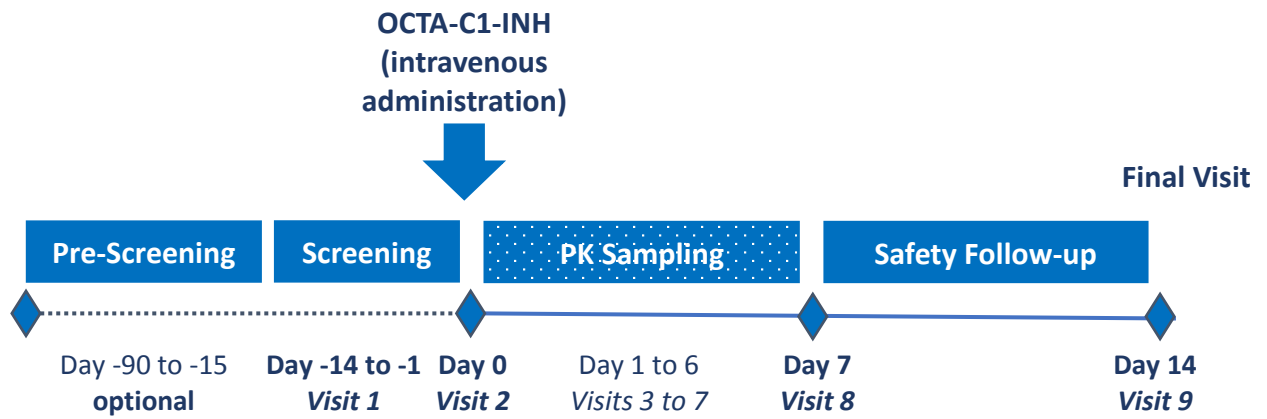 OCTA-C1-INH
(intravenous
administration)
Final Visit
Pre-Screening
Screening
PK Sampling
Safety Follow-up
Day -90 to -15
optional
Day -14 to -1
Visit 1
Day 0
Visit 2
Day 1 to 6
Visits 3 to 7
Day 7
Visit 8
Day 14
Visit 9